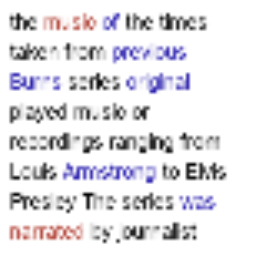 the music of the times
taken from previous
Burns series original
played music or
recordings ranging from
Louis Armstrong to Elvis
Presley The series was
narrated by journalist